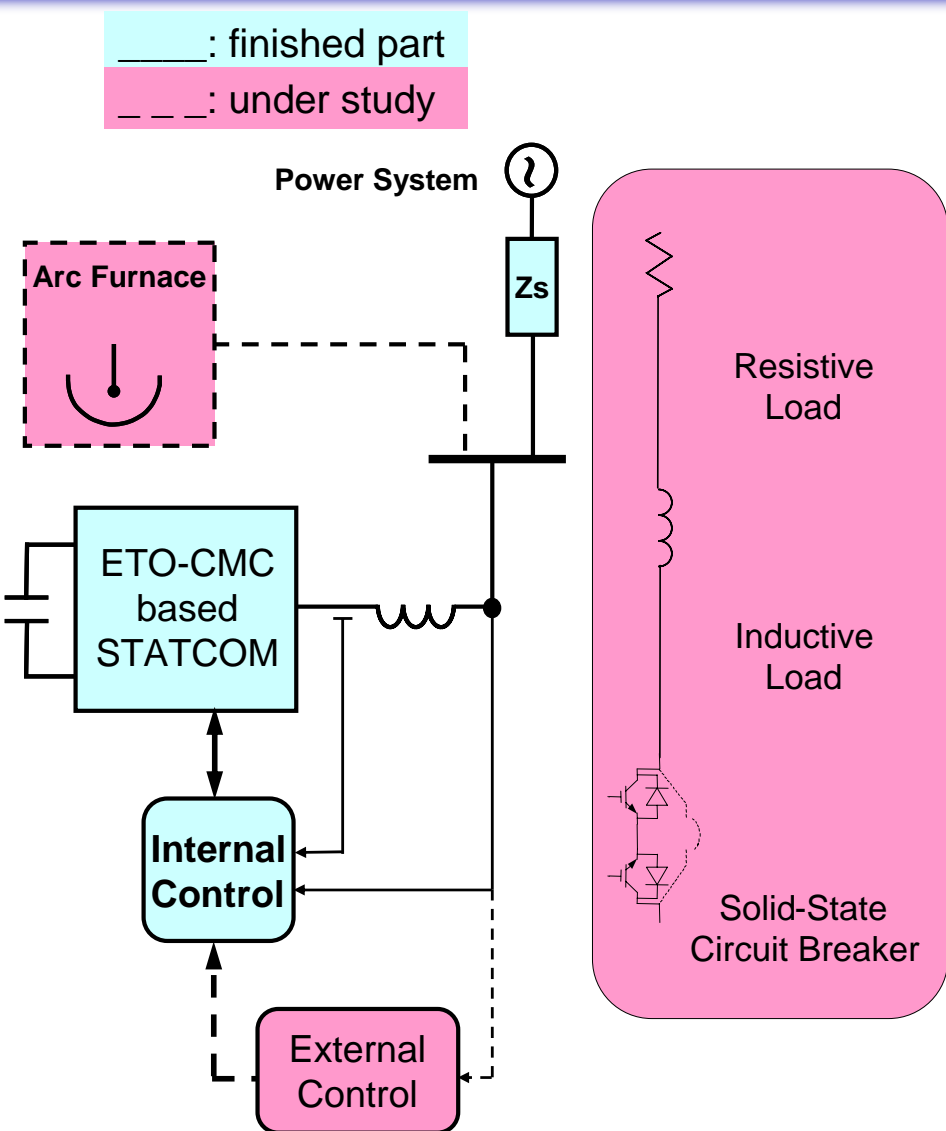 ____: finished part
_ _ _: under study
Power System
Arc Furnace
Zs
Resistive
Load
ETO-CMC
based
STATCOM
Inductive
Load
Internal
Control
Solid-State
Circuit Breaker
External
Control